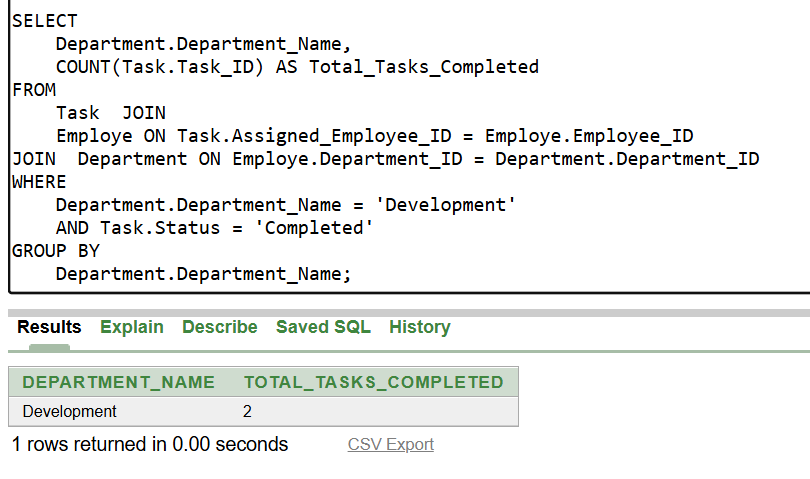 SELECT
    Department.Department_Name,
    COUNT(Task.Task_ID) AS Total_Tasks_Completed
FROM
    Task  JOIN
    Employe ON Task.Assigned_Employee_ID = Employe.Employee_ID
JOIN  Department ON Employe.Department_ID = Department.Department_ID
WHERE
    Department.Department_Name = 'Development'
    AND Task.Status = 'Completed'
GROUP BY
    Department.Department_Name;
Results Explain Describe Saved SQL History
DEPARTMENT_NAME TOTAL_TASKS_COMPLETED
Development 2
1 rows returned in 0.00 seconds CSV Export